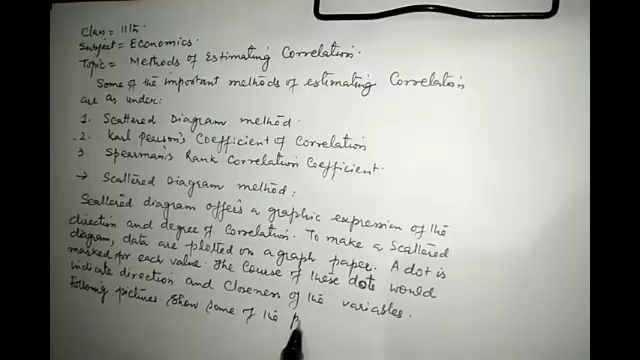 Class = 11th.
Subject = Economics.
Topic = Methods of Estimating Correlation.
Some of the important methods of estimating Correlation
are as under:
1. Scattered Diagram method.
2. Karl Pearson's Coefficient of Correlation
3 Spearman's Rank Correlation Coefficient.
→ Scattered Diagram method:
Scattered diagram offers a graphic expression of the
direction and degree of Correlation. To make a Scattered
diagram, data are plotted on a graph paper. A dot is
marked for each value. The Course of these dots would
indicate direction and Closeness of the variables.
Following pictures Show Some of the p